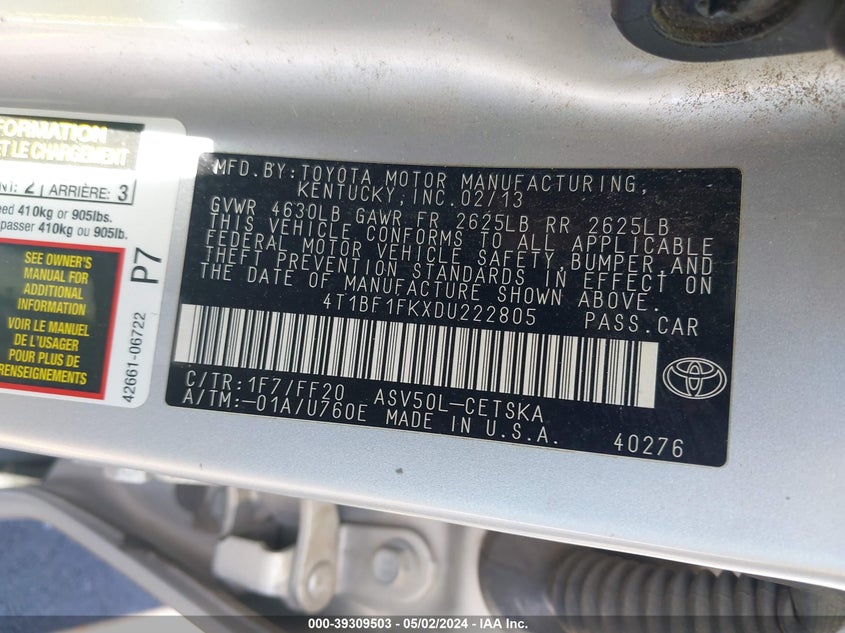 FORMATION
ET LE CHARGEMENT
NT: 2 ARRIÈRE: 3
eed 410kg or 905lbs.
passer 410kg ou 905lb.
SEE OWNER'S
MANUAL FOR
ADDITIONAL
INFORMATION
VOIR LE MANUEL
DE L'USAGER
POUR PLUS DE
RENSEIGNEMENTS
P7
42661-06722
MFD.BY:TOYOTA MOTOR MANUFACTURING,
KENTUCKY,INC.02/13
GVWR 4630LB GAWR FR 2625LB RR 2625LB
THIS VEHICLE CONFORMS TO ALL APPLICABLE
FEDERAL MOTOR VEHICLE SAFETY, BUMPER,AND
THEFT PREVENTION STANDARDS IN EFFECT ON
THE DATE OF MANUFACTURE SHOWN ABOVE.
4T1BF1FKXDU222805 PASS.CAR
C/TR:1F7/FF20 ASV50L-CETSKA
A/TM:-01A/U760E MADE IN U.S.A.
40276
000-39309503 - 05/02/2024 - IAA Inc.